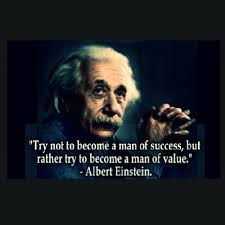 "Try not to become a man of success, but
rather try to become a man of value."
- Albert Einstein.